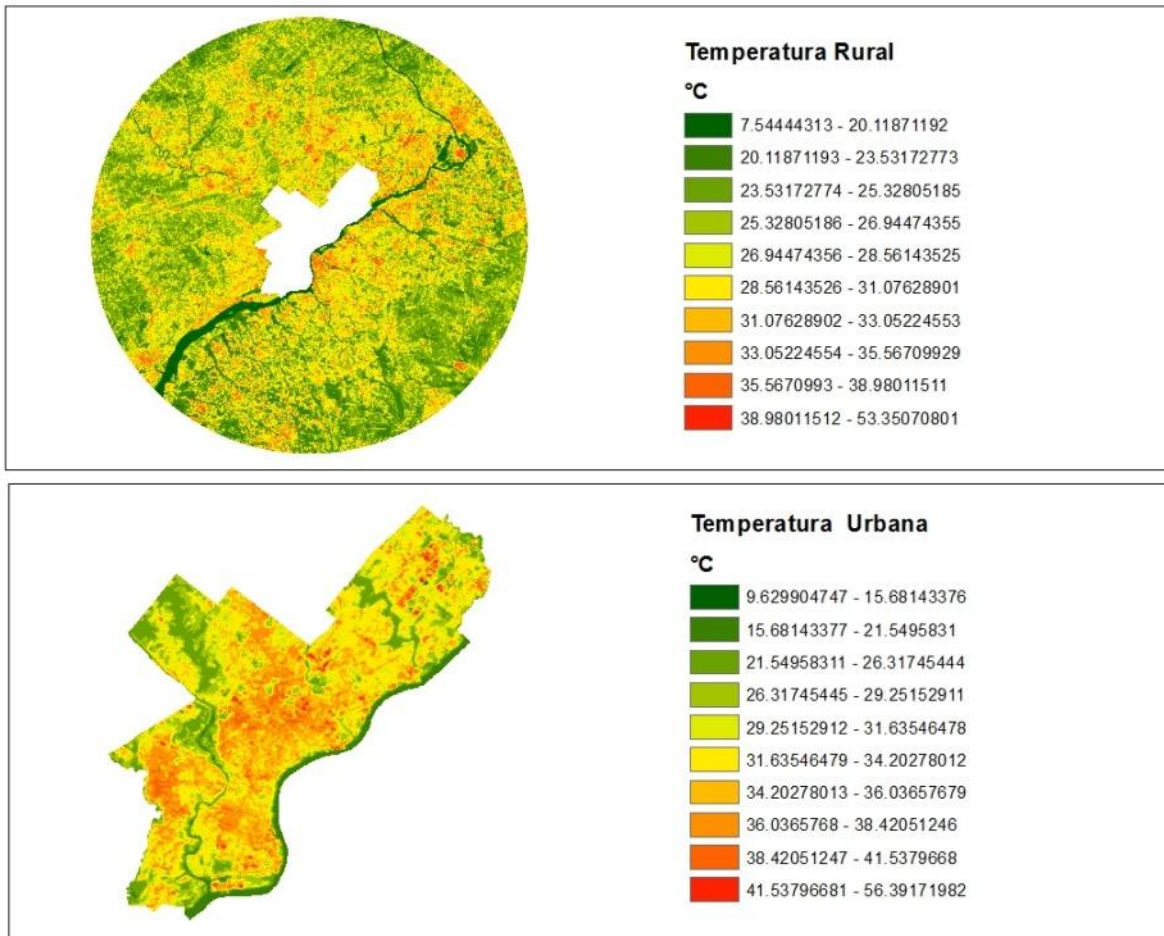 Temperatura Rural
°C
7.54444313 - 20.11871192
20.11871193 - 23.53172773
23.53172774 - 25.32805185
25.32805186 - 26.94474355
26.94474356 - 28.56143525
28.56143526 - 31.07628901
31.07628902 - 33.05224553
33.05224554 - 35.56709929
35.5670993 - 38.98011511
38.98011512 - 53.35070801
Temperatura Urbana
°C
9.629904747 - 15.68143376
15.68143377 - 21.5495831
21.54958311 - 26.31745444
26.31745445 - 29.25152911
29.25152912 - 31.63546478
31.63546479 - 34.20278012
34.20278013 - 36.03657679
36.0365768 - 38.42051246
38.42051247 - 41.5379668
41.53796681 - 56.39171982